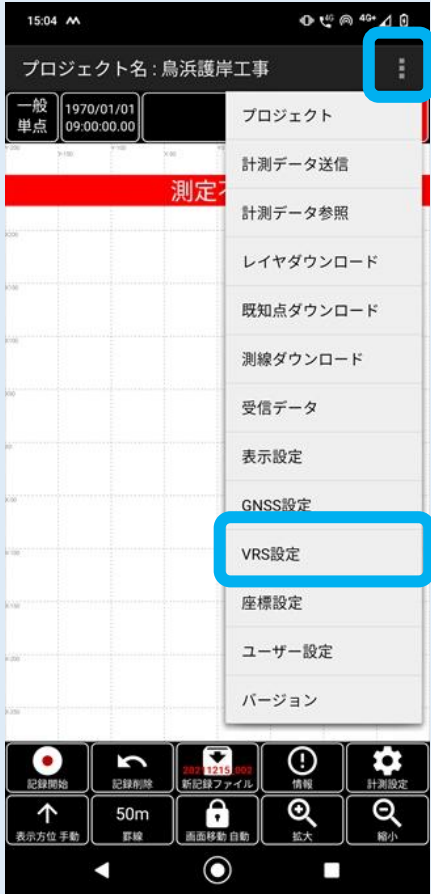 15:04
4G 4G+
プロジェクト名 : 鳥浜護岸工事
一般
単点
1970/01/01
09:00:00.00
測定不
プロジェクト
計測データ送信
計測データ参照
レイヤダウンロード
既知点ダウンロード
測線ダウンロード
受信データ
表示設定
GNSS設定
VRS設定
座標設定
ユーザー設定
バージョン
記録開始
記録削除
20211215_002
新記録ファイル
情報
計測設定
表示方位 手動
50m
罫線
画面移動 自動
拡大
縮小